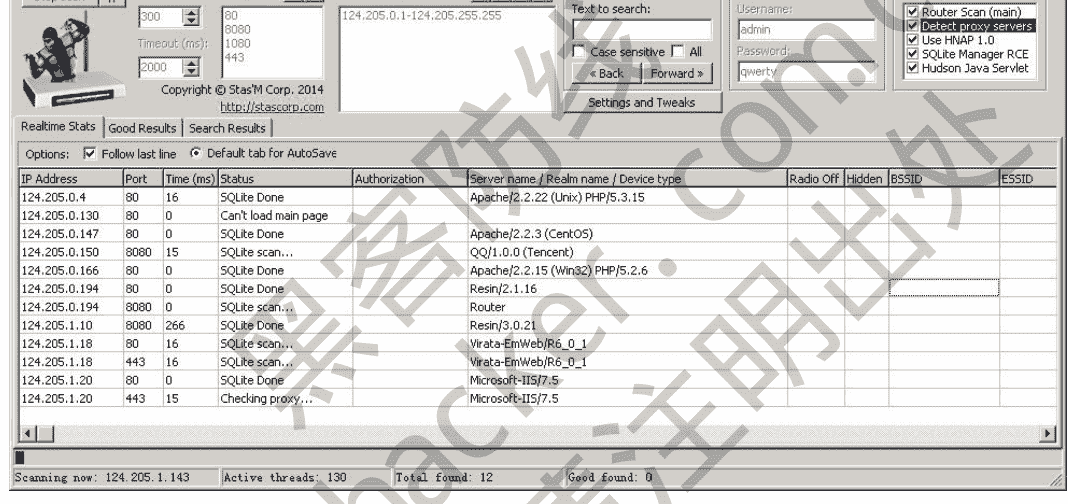 300
80
8080
1080
443
Timeout (ms):
2000
124.205.0.1-124.205.255.255
Text to search:
Case sensitive All
« Back Forward »
Settings and Tweaks
Username:
admin
Password:
qwerty
Router Scan (main)
Detect proxy servers
Use HNAP 1.0
SQLite Manager RCE
Hudson Java Servlet
Copyright © Stas'M Corp. 2014
http://stascorp.com
Realtime Stats Good Results Search Results
Options: Follow last line Default tab for AutoSave
IP Address Port Time (ms) Status Authorization Server name / Realm name / Device type Radio Off Hidden BSSID ESSID
124.205.0.4 80 16 SQLite Done Apache/2.2.22 (Unix) PHP/5.3.15
124.205.0.130 80 0 Can't load main page
124.205.0.147 80 0 SQLite Done Apache/2.2.3 (CentOS)
124.205.0.150 8080 15 SQLite scan... QQ/1.0.0 (Tencent)
124.205.0.166 80 0 SQLite Done Apache/2.2.15 (Win32) PHP/5.2.6
124.205.0.194 80 0 SQLite Done Resin/2.1.16
124.205.0.194 8080 0 SQLite scan... Router
124.205.1.10 8080 266 SQLite Done Resin/3.0.21
124.205.1.18 80 16 SQLite scan... Virata-EmWeb/R6_0_1
124.205.1.18 443 16 SQLite scan... Virata-EmWeb/R6_0_1
124.205.1.20 80 0 SQLite Done Microsoft-IIS/7.5
124.205.1.20 443 15 Checking proxy... Microsoft-IIS/7.5
Scanning now: 124.205.1.143 Active threads: 130 Total found: 12 Good found: 0
黑客防线
hacker.com.c
请注明出处